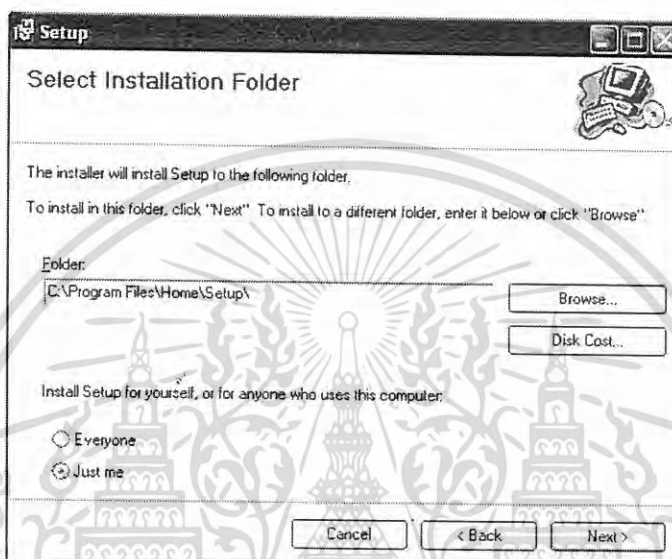 Setup
Select Installation Folder
The installer will install Setup to the following folder.
To install in this folder, click "Next" To install to a different folder, enter it below or click "Browse"
Folder:
C:\Program Files\Home\Setup\
Browse...
Disk Cost...
Install Setup for yourself, or for anyone who uses this computer:
Everyone
Just me
Cancel
< Back
Next >